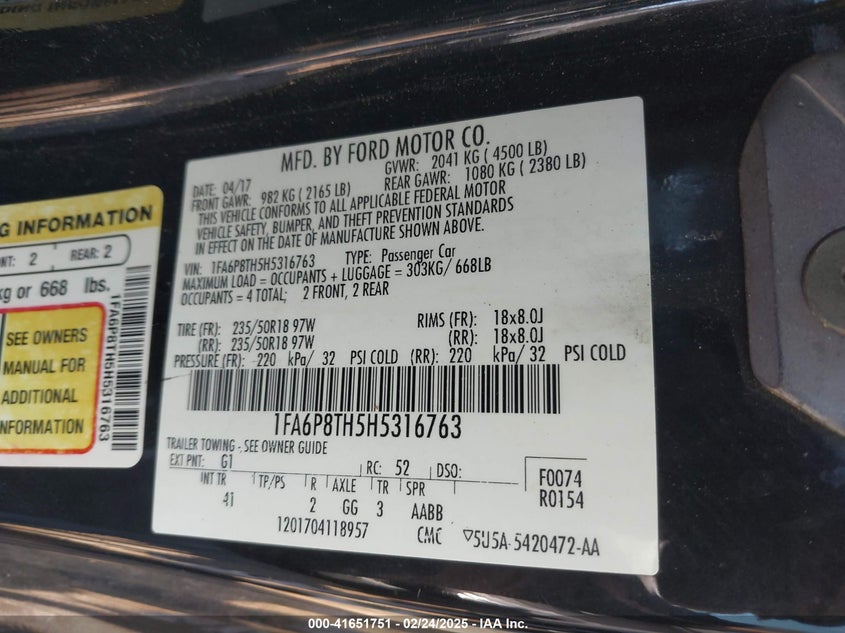 MFD. BY FORD MOTOR CO.
DATE: 04/17 GVWR: 2041 KG ( 4500 LB)
FRONT GAWR: 982 KG ( 2165 LB) REAR GAWR: 1080 KG ( 2380 LB)
THIS VEHICLE CONFORMS TO ALL APPLICABLE FEDERAL MOTOR
VEHICLE SAFETY, BUMPER, AND THEFT PREVENTION STANDARDS
IN EFFECT ON THE DATE OF MANUFACTURE SHOWN ABOVE.
VIN: 1FA6P8TH5H5316763 TYPE: Passenger Car
MAXIMUM LOAD = OCCUPANTS + LUGGAGE = 303KG/ 668LB
OCCUPANTS = 4 TOTAL; 2 FRONT, 2 REAR
TIRE (FR): 235/50R18 97W RIMS (FR): 18x8.0J
(RR): 235/50R18 97W (RR): 18x8.0J
PRESSURE (FR): 220 kPa/ 32 PSI COLD (RR): 220 kPa/ 32 PSI COLD
1FA6P8TH5H5316763
TRAILER TOWING - SEE OWNER GUIDE
EXT PNT: G1 RC: 52 DSO:
F0074
R0154
INT TR TP/PS R AXLE TR SPR
41 2 GG 3 AABB
1201704118957 CMC ▽5U5A-5420472-AA
G INFORMATION
NT: 2 REAR: 2
kg or 668 lbs.
SEE OWNERS
MANUAL FOR
ADDITIONAL
INFORMATION
1FA6P8TH5H5316763
000-41651751 - 02/24/2025 - IAA Inc.